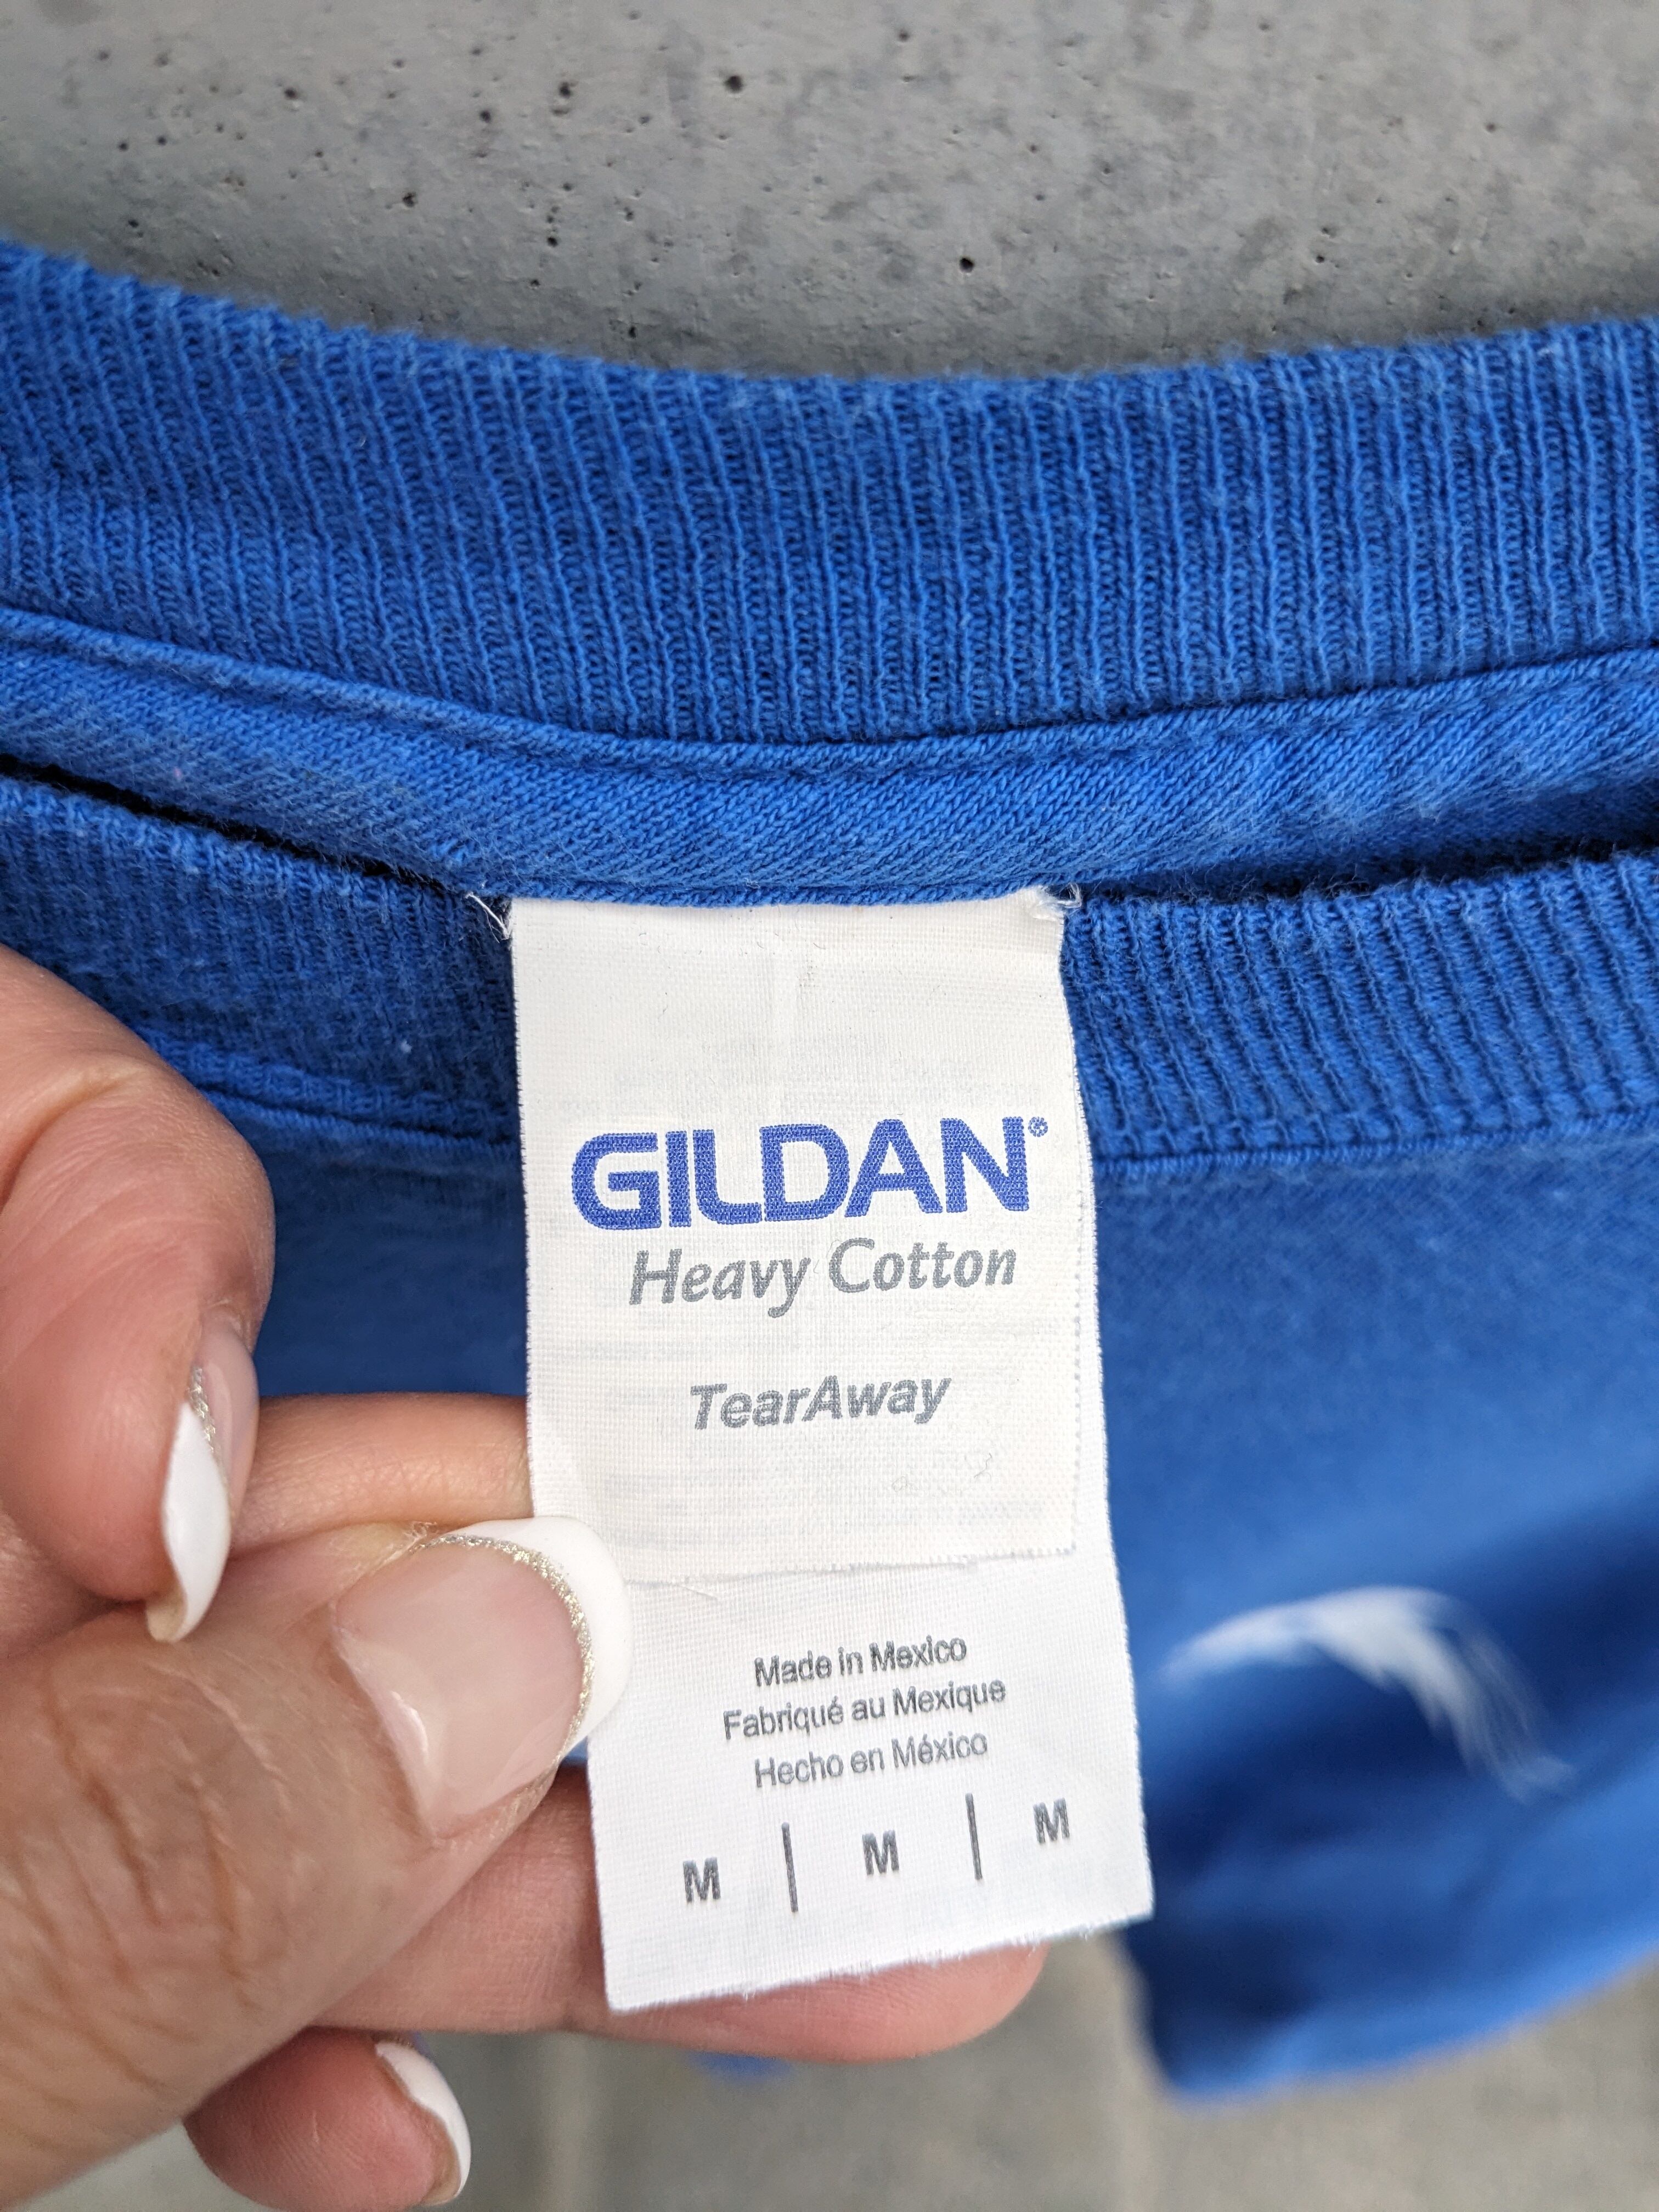 GILDAN®
Heavy Cotton
TearAway
Made in Mexico
Fabriqué au Mexique
Hecho en México
M | M | M